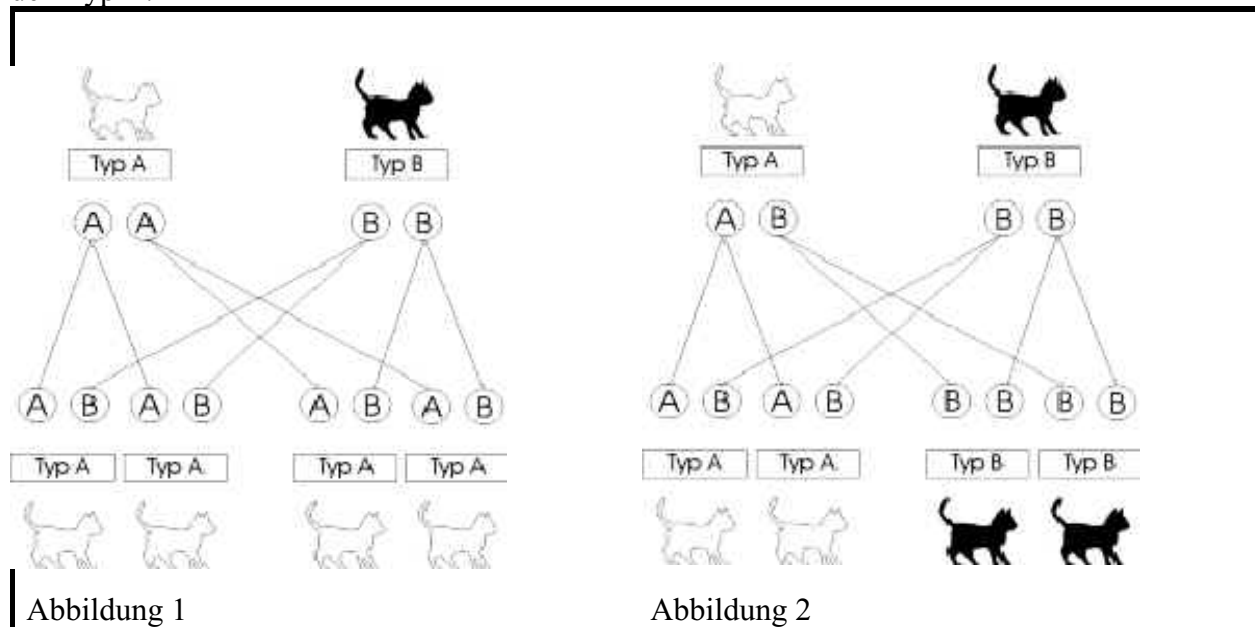 Typ A Typ B Typ A Typ B
A A B B A B B B
A B A B A B A B A B A B B B B B
Typ A Typ A Typ A Typ A Typ A Typ A Typ B Typ B
Abbildung 1 Abbildung 2